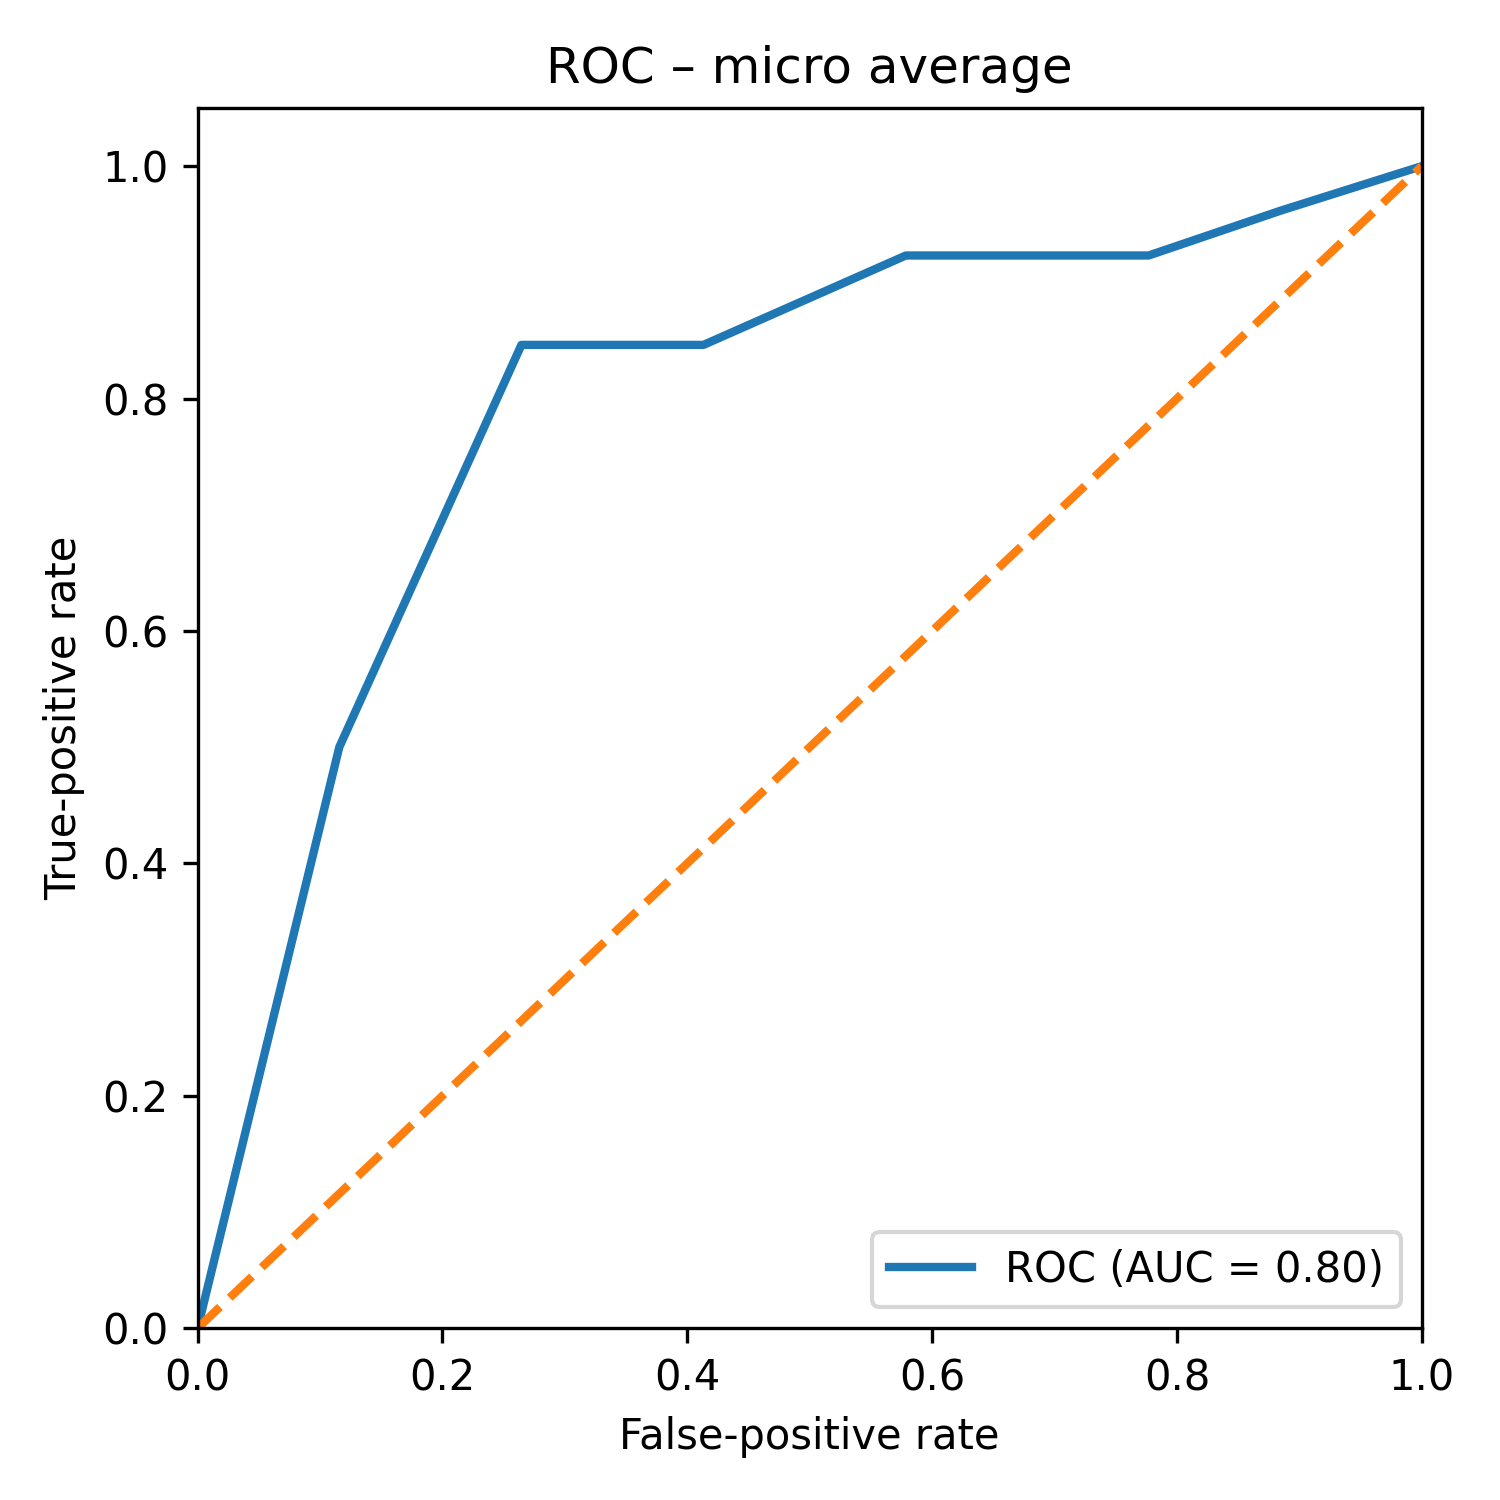 ROC – micro average
1.0
0.8
0.6
0.4
0.2
0.0
True-positive rate
0.0 0.2 0.4 0.6 0.8 1.0
False-positive rate
ROC (AUC = 0.80)